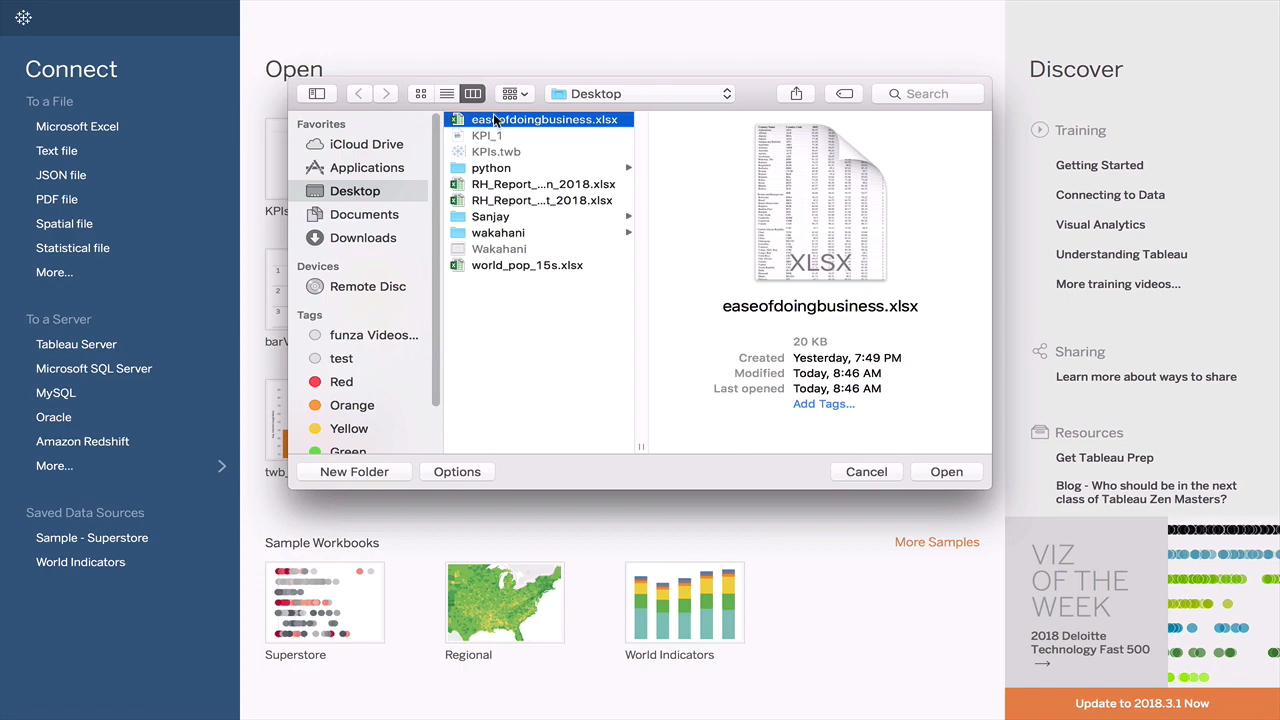 Connect
To a File
Microsoft Excel
Text file
JSON file
PDF file
Spatial file
Statistical file
More...
To a Server
Tableau Server
Microsoft SQL Server
MySQL
Oracle
Amazon Redshift
More...
Saved Data Sources
Sample - Superstore
World Indicators
Open
Desktop
Search
Favorites
iCloud Drive
Applications
Desktop
Documents
Downloads
Devices
Remote Disc
Tags
funza Videos...
test
Red
Orange
Yellow
Green
easeofdoingbusiness.xlsx
KPI_1
KPIs.twb
python
RH_Report_...n_2018.xlsx
RH_Report_...t_2018.xlsx
Sanjay
wakahani
Wakahani
world_pop_15s.xlsx
XLSX
easeofdoingbusiness.xlsx
20 KB
Created Yesterday, 7:49 PM
Modified Today, 8:46 AM
Last opened Today, 8:46 AM
Add Tags...
New Folder
Options
Cancel
Open
Sample Workbooks
More Samples
Superstore
Regional
World Indicators
Discover
Training
Getting Started
Connecting to Data
Visual Analytics
Understanding Tableau
More training videos...
Sharing
Learn more about ways to share
Resources
Get Tableau Prep
Blog - Who should be in the next
class of Tableau Zen Masters?
VIZ
OF THE
WEEK
2018 Deloitte
Technology Fast 500
Update to 2018.3.1 Now